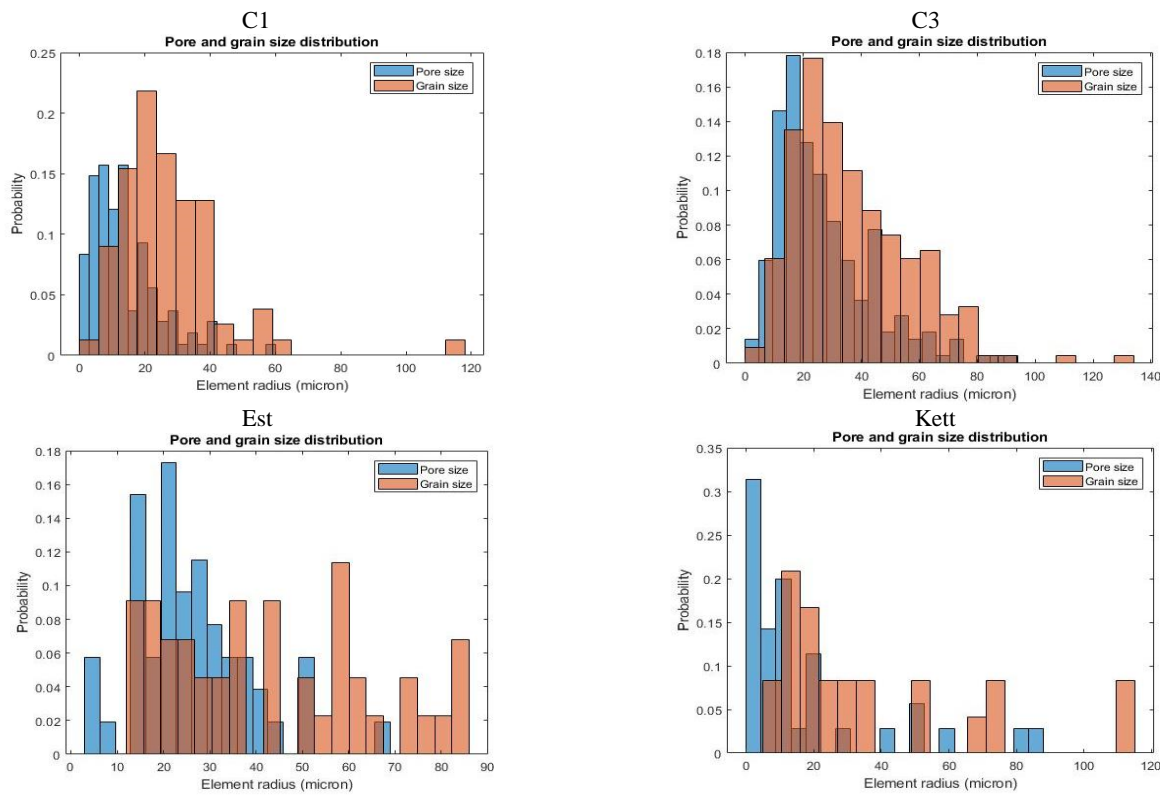 C1
Pore and grain size distribution
0.25
0.2
0.15
0.1
0.05
0
0 20 40 60 80 100 120
Probability
Element radius (micron)
Pore size
Grain size
C3
Pore and grain size distribution
0.18
0.16
0.14
0.12
0.1
0.08
0.06
0.04
0.02
0
0 20 40 60 80 100 120 140
Probability
Element radius (micron)
Pore size
Grain size
Est
Pore and grain size distribution
0.18
0.16
0.14
0.12
0.1
0.08
0.06
0.04
0.02
0
0 10 20 30 40 50 60 70 80 90
Probability
Element radius (micron)
Pore size
Grain size
Kett
Pore and grain size distribution
0.35
0.3
0.25
0.2
0.15
0.1
0.05
0
0 20 40 60 80 100 120
Probability
Element radius (micron)
Pore size
Grain size